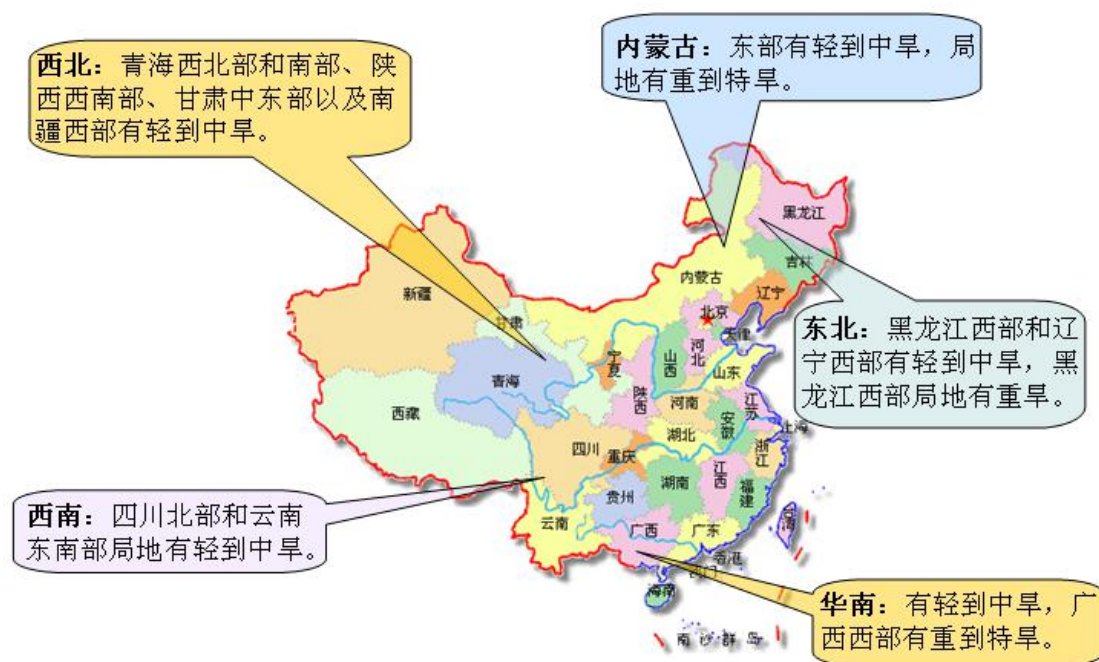 西北：青海西北部和南部、陕
西西南部、甘肃中东部以及南
疆西部有轻到中旱。
内蒙古：东部有轻到中旱，局
地有重到特旱。
黑龙江
吉林
辽宁
内蒙古
新疆
甘肃
北京
天津
河北
山西
宁夏
山东
青海
陕西
河南
江苏
西藏
安徽
上海
湖北
四川
重庆
浙江
江西
湖南
贵州
福建
云南
广西
广东
台湾
香港
澳门
海南
南沙群岛
东北：黑龙江西部和辽
宁西部有轻到中旱，黑
龙江西部局地有重旱。
西南：四川北部和云南
东南部局地有轻到中旱。
华南：有轻到中旱，广
西西部有重到特旱。